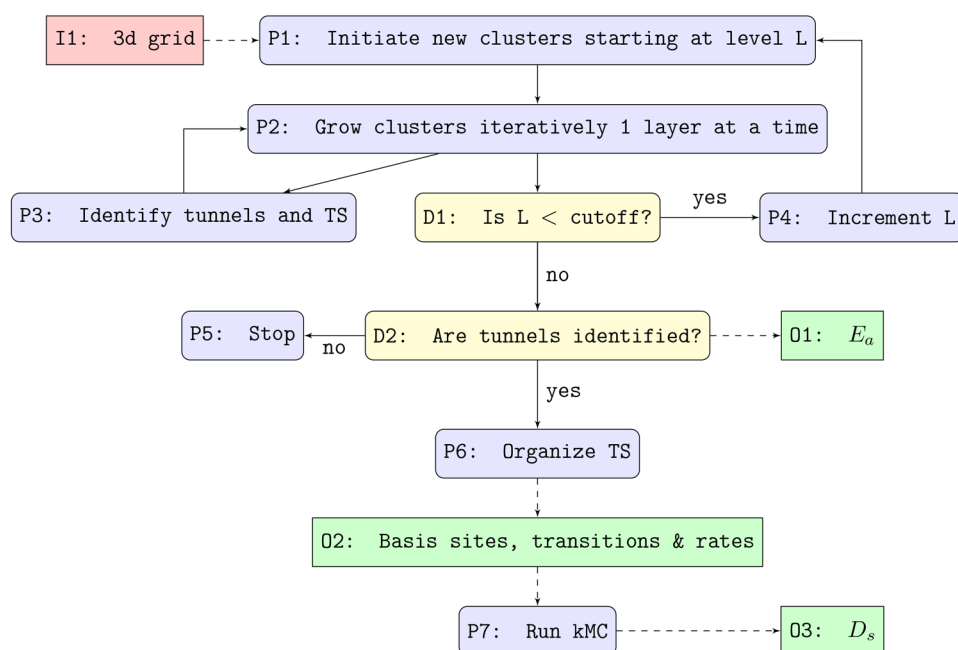 I1: 3d grid
P1: Initiate new clusters starting at level L
P2: Grow clusters iteratively 1 layer at a time
P3: Identify tunnels and TS
D1: Is L < cutoff?
yes
P4: Increment L
no
P5: Stop
no
D2: Are tunnels identified?
O1: E_a
yes
P6: Organize TS
O2: Basis sites, transitions & rates
P7: Run kMC
O3: D_s